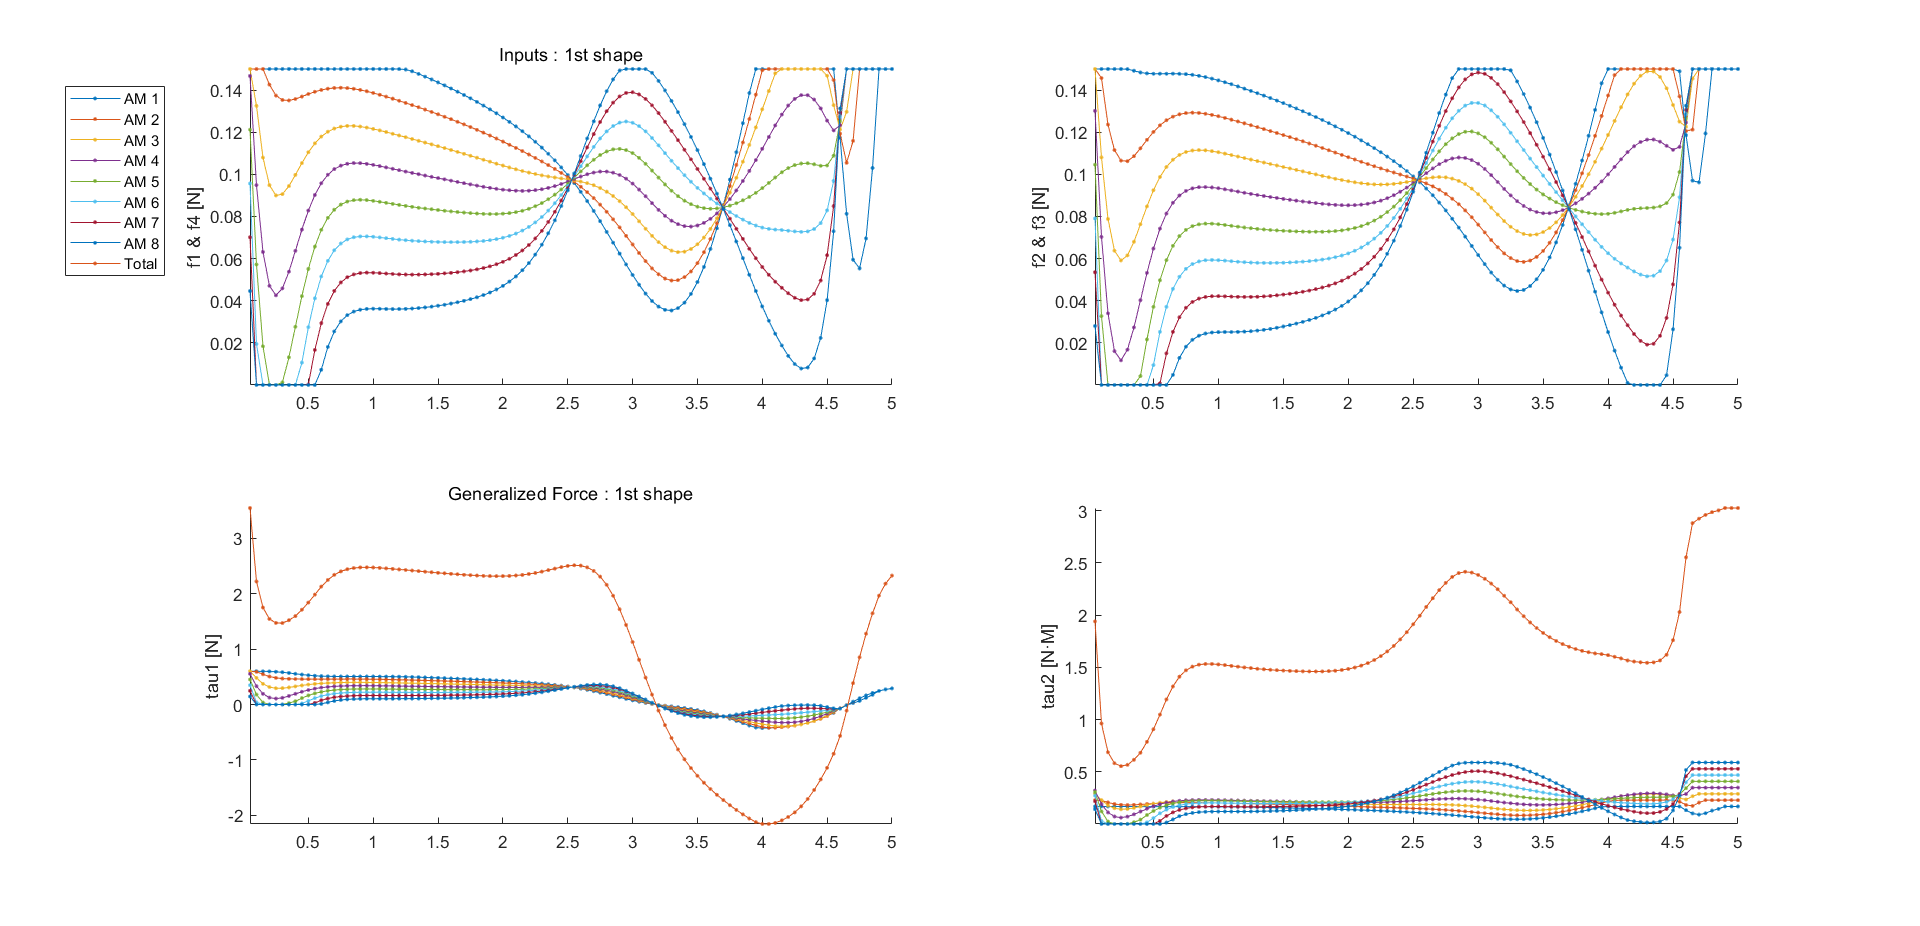 Inputs : 1st shape
AM 1
AM 2
AM 3
AM 4
AM 5
AM 6
AM 7
AM 8
Total
f1 & f4 [N]
0.14
0.12
0.1
0.08
0.06
0.04
0.02
0.5 1 1.5 2 2.5 3 3.5 4 4.5 5
f2 & f3 [N]
0.14
0.12
0.1
0.08
0.06
0.04
0.02
0.5 1 1.5 2 2.5 3 3.5 4 4.5 5
Generalized Force : 1st shape
tau1 [N]
3
2
1
0
-1
-2
0.5 1 1.5 2 2.5 3 3.5 4 4.5 5
tau2 [N·M]
3
2.5
2
1.5
1
0.5
0.5 1 1.5 2 2.5 3 3.5 4 4.5 5